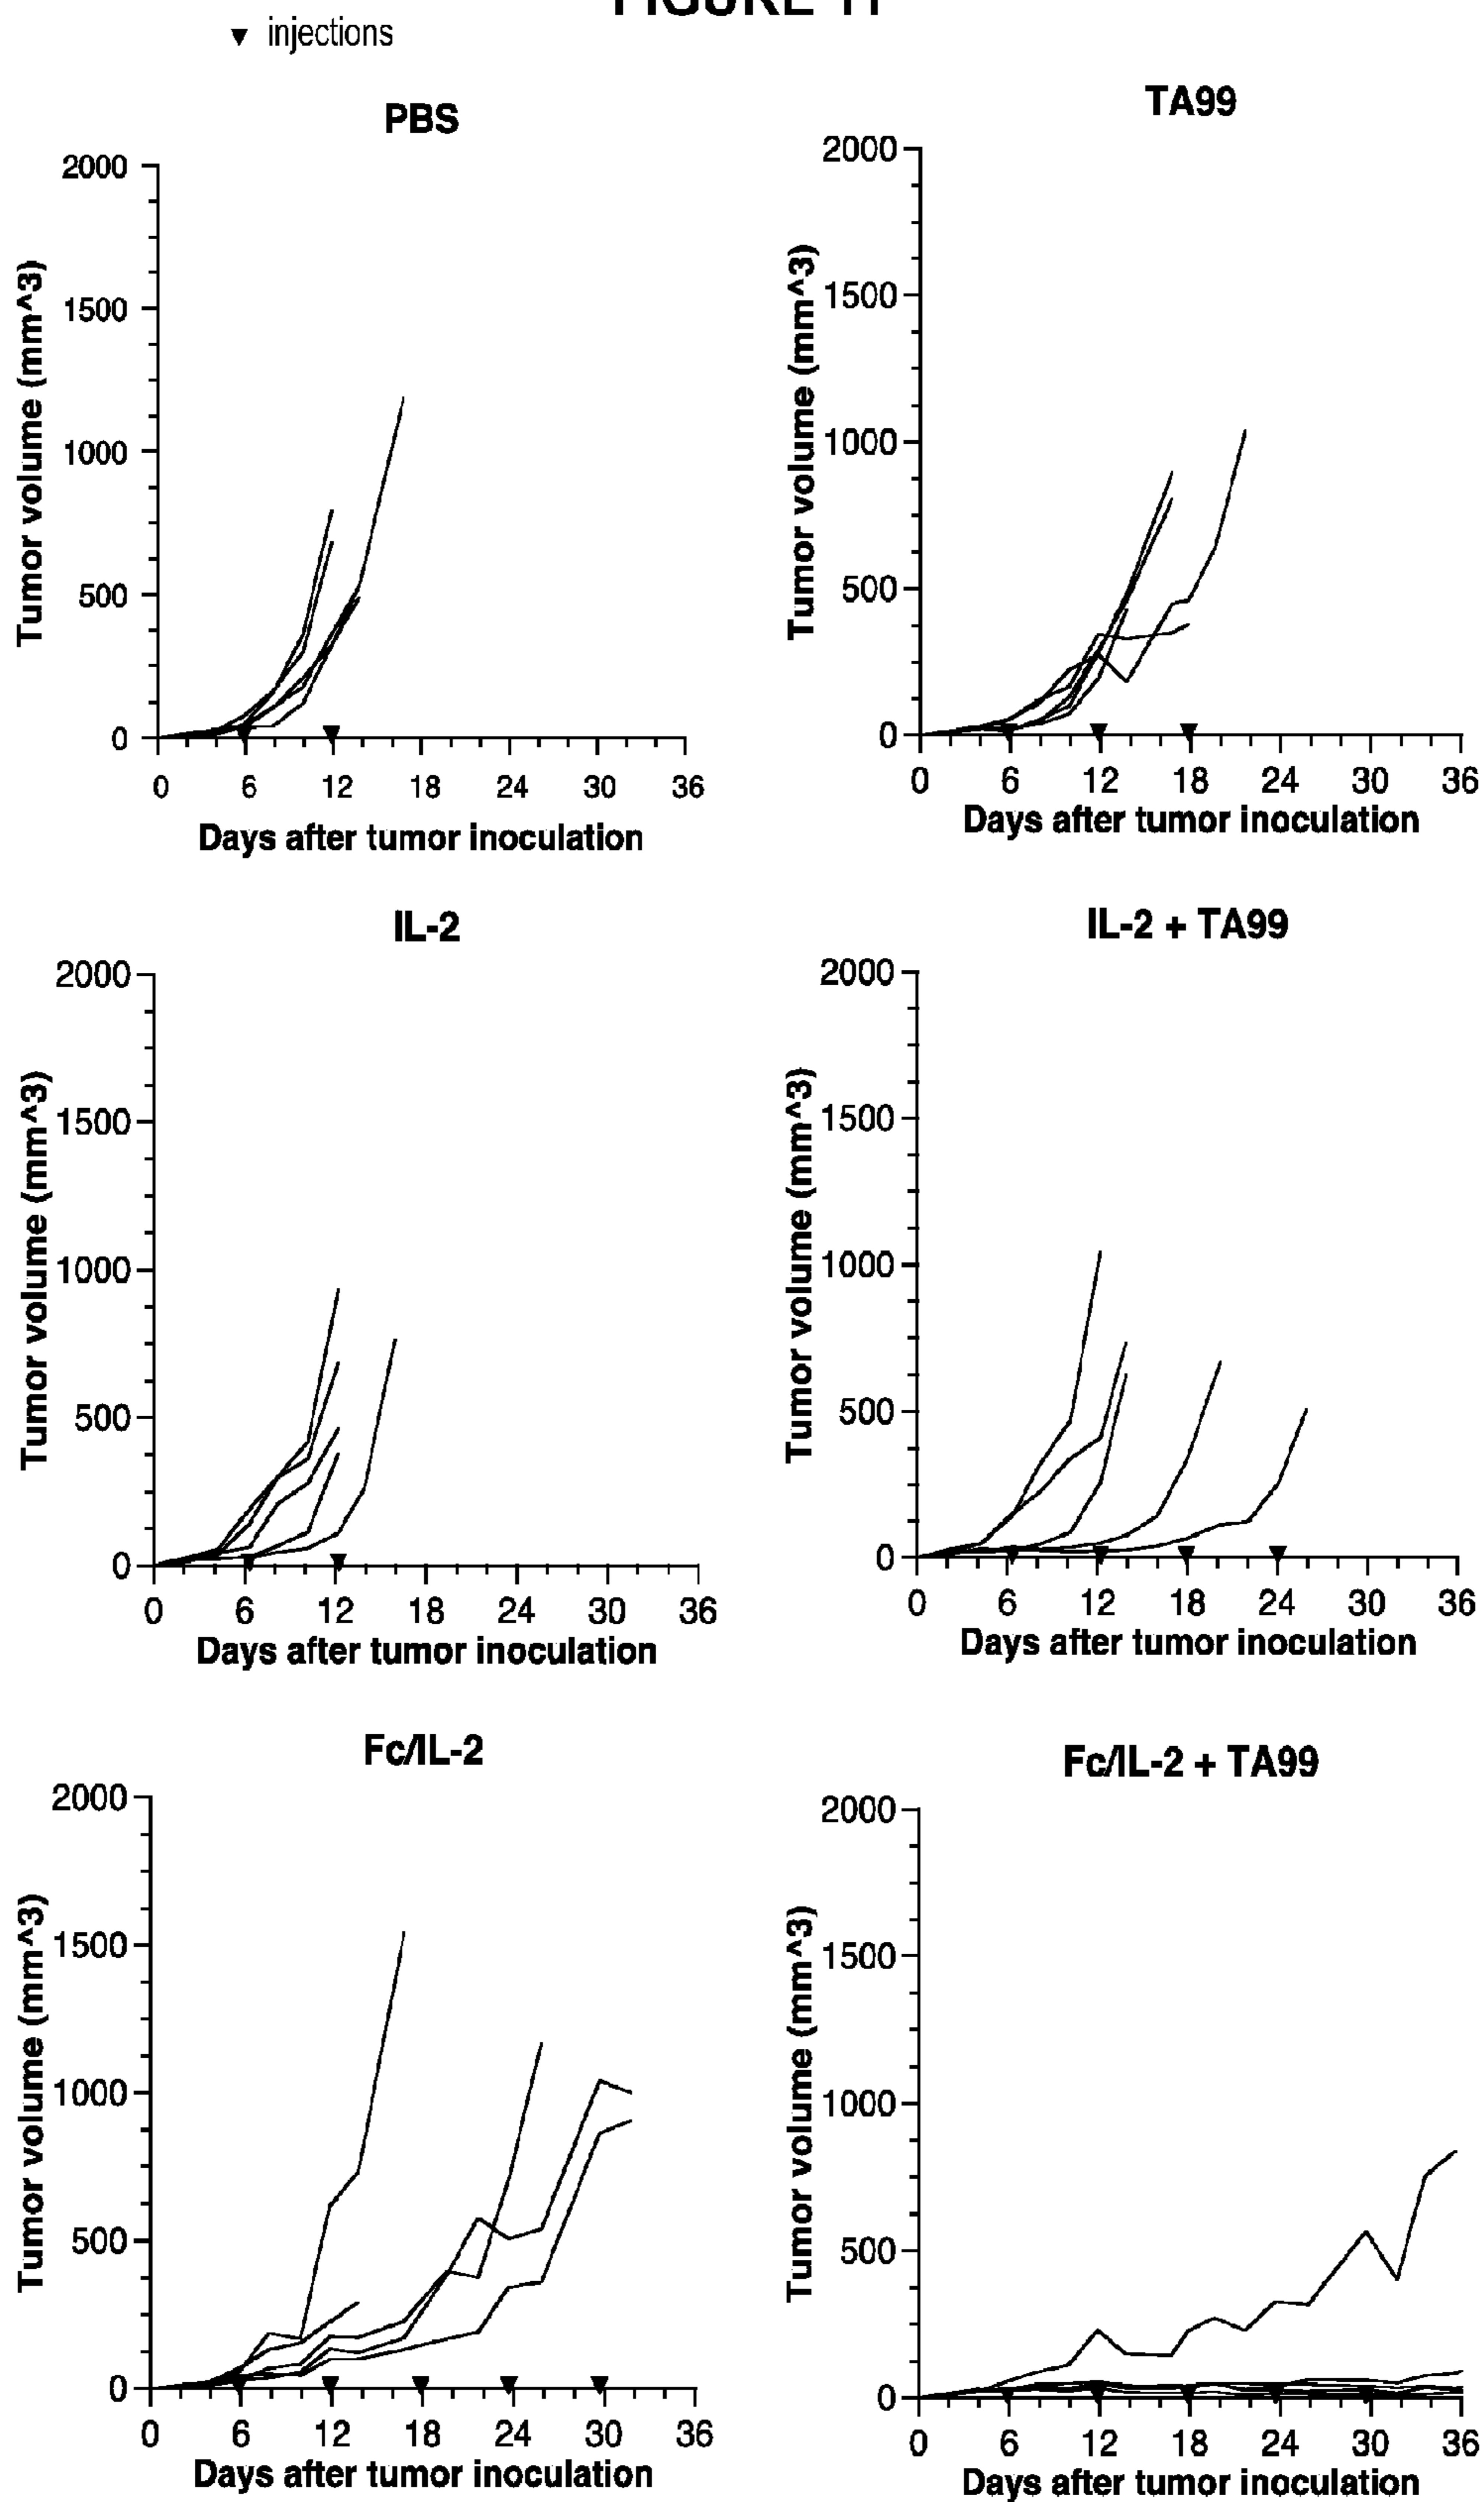 ▼ injections
PBS
2000
1500
1000
500
0
Tumor volume (mm^3)
0 6 12 18 24 30 36
Days after tumor inoculation
TA99
2000
1500
1000
500
0
Tumor volume (mm^3)
0 6 12 18 24 30 36
Days after tumor inoculation
IL-2
2000
1500
1000
500
0
Tumor volume (mm^3)
0 6 12 18 24 30 36
Days after tumor inoculation
IL-2 + TA99
2000
1500
1000
500
0
Tumor volume (mm^3)
0 6 12 18 24 30 36
Days after tumor inoculation
Fc/IL-2
2000
1500
1000
500
0
Tumor volume (mm^3)
0 6 12 18 24 30 36
Days after tumor inoculation
Fc/IL-2 + TA99
2000
1500
1000
500
0
Tumor volume (mm^3)
0 6 12 18 24 30 36
Days after tumor inoculation